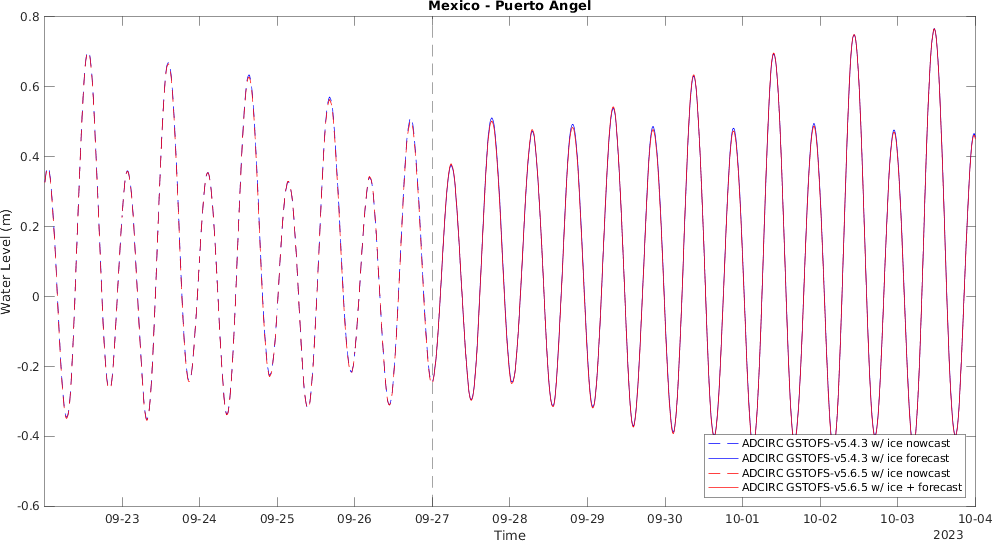 Mexico - Puerto Angel
0.8
0.6
0.4
0.2
0
-0.2
-0.4
-0.6
Water Level (m)
ADCIRC GSTOFS-v5.4.3 w/ ice nowcast
ADCIRC GSTOFS-v5.4.3 w/ ice forecast
ADCIRC GSTOFS-v5.6.5 w/ ice nowcast
ADCIRC GSTOFS-v5.6.5 w/ ice + forecast
09-23 09-24 09-25 09-26 09-27 09-28 09-29 09-30 10-01 10-02 10-03 10-04
Time
2023